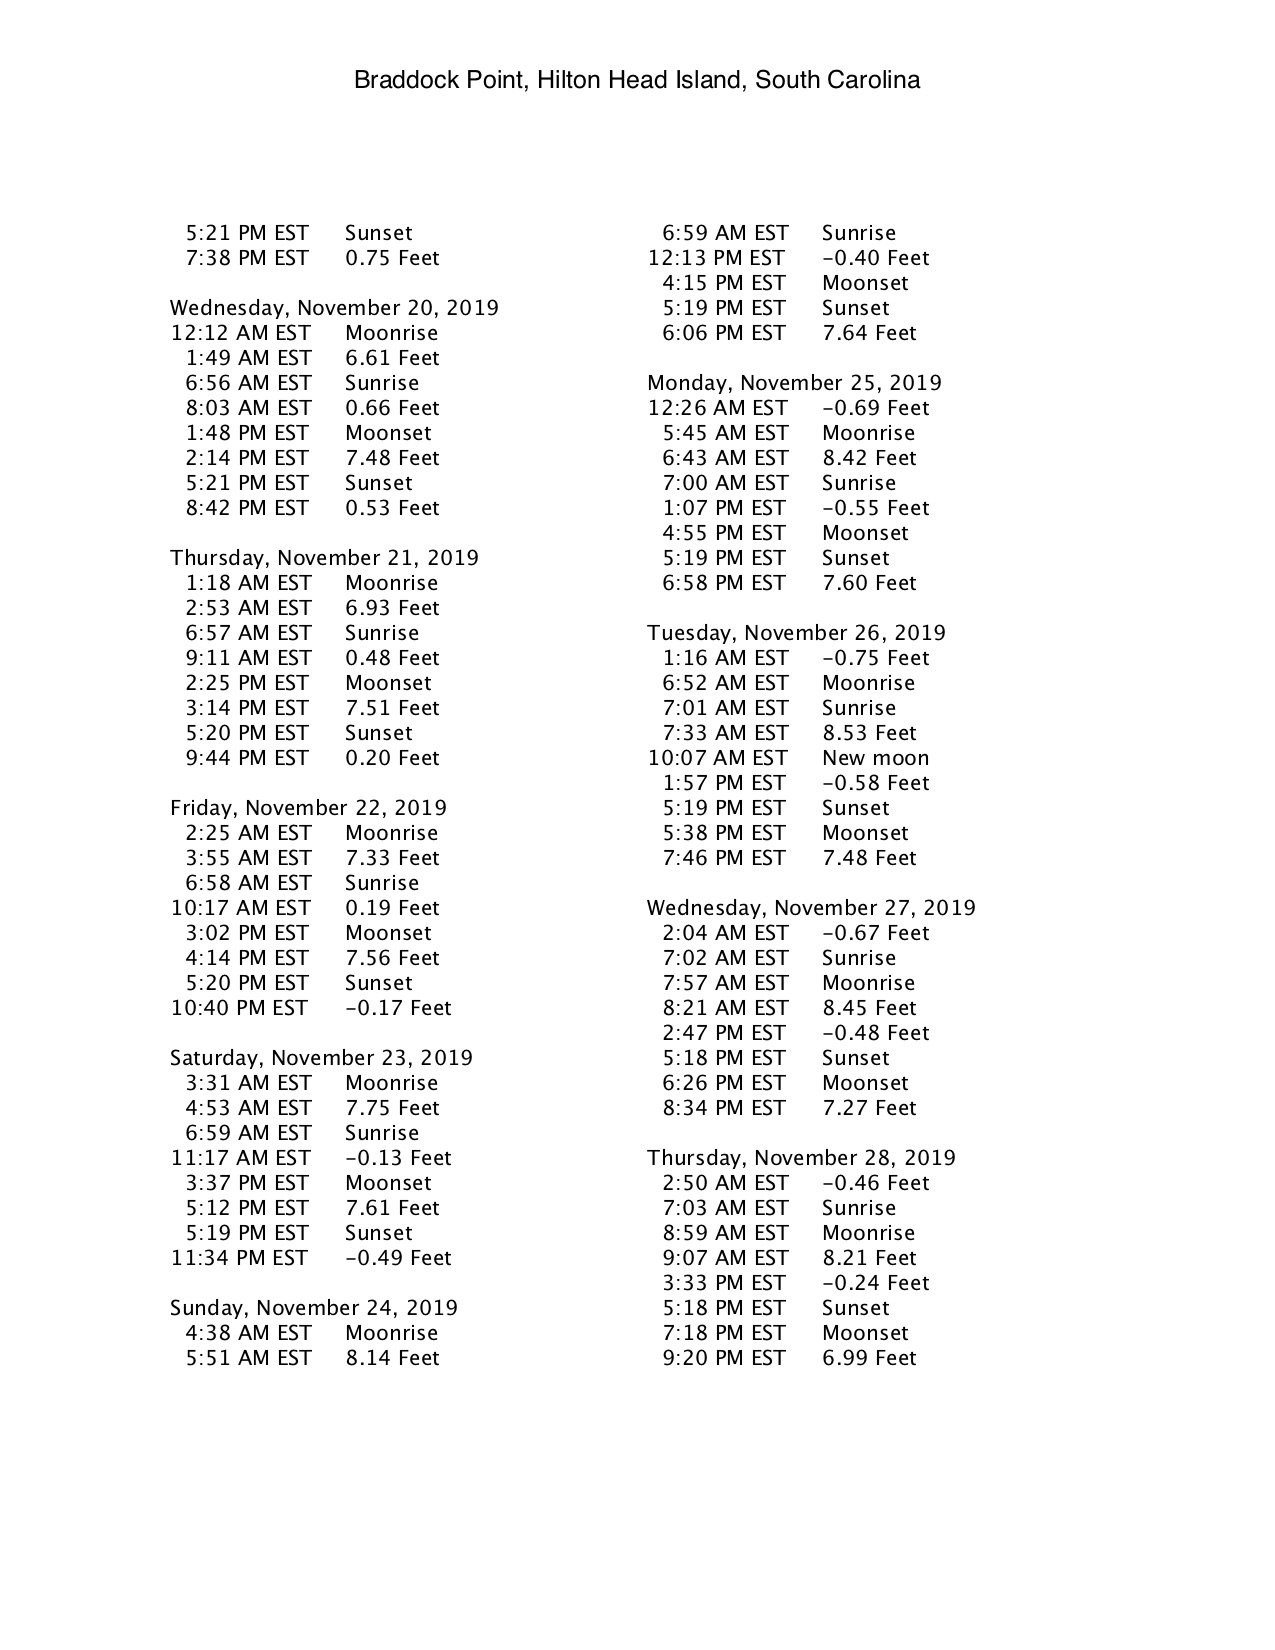 Braddock Point, Hilton Head Island, South Carolina
5:21 PM EST Sunset
7:38 PM EST 0.75 Feet
Wednesday, November 20, 2019
12:12 AM EST Moonrise
1:49 AM EST 6.61 Feet
6:56 AM EST Sunrise
8:03 AM EST 0.66 Feet
1:48 PM EST Moonset
2:14 PM EST 7.48 Feet
5:21 PM EST Sunset
8:42 PM EST 0.53 Feet
Thursday, November 21, 2019
1:18 AM EST Moonrise
2:53 AM EST 6.93 Feet
6:57 AM EST Sunrise
9:11 AM EST 0.48 Feet
2:25 PM EST Moonset
3:14 PM EST 7.51 Feet
5:20 PM EST Sunset
9:44 PM EST 0.20 Feet
Friday, November 22, 2019
2:25 AM EST Moonrise
3:55 AM EST 7.33 Feet
6:58 AM EST Sunrise
10:17 AM EST 0.19 Feet
3:02 PM EST Moonset
4:14 PM EST 7.56 Feet
5:20 PM EST Sunset
10:40 PM EST -0.17 Feet
Saturday, November 23, 2019
3:31 AM EST Moonrise
4:53 AM EST 7.75 Feet
6:59 AM EST Sunrise
11:17 AM EST -0.13 Feet
3:37 PM EST Moonset
5:12 PM EST 7.61 Feet
5:19 PM EST Sunset
11:34 PM EST -0.49 Feet
Sunday, November 24, 2019
4:38 AM EST Moonrise
5:51 AM EST 8.14 Feet
6:59 AM EST Sunrise
12:13 PM EST -0.40 Feet
4:15 PM EST Moonset
5:19 PM EST Sunset
6:06 PM EST 7.64 Feet
Monday, November 25, 2019
12:26 AM EST -0.69 Feet
5:45 AM EST Moonrise
6:43 AM EST 8.42 Feet
7:00 AM EST Sunrise
1:07 PM EST -0.55 Feet
4:55 PM EST Moonset
5:19 PM EST Sunset
6:58 PM EST 7.60 Feet
Tuesday, November 26, 2019
1:16 AM EST -0.75 Feet
6:52 AM EST Moonrise
7:01 AM EST Sunrise
7:33 AM EST 8.53 Feet
10:07 AM EST New moon
1:57 PM EST -0.58 Feet
5:19 PM EST Sunset
5:38 PM EST Moonset
7:46 PM EST 7.48 Feet
Wednesday, November 27, 2019
2:04 AM EST -0.67 Feet
7:02 AM EST Sunrise
7:57 AM EST Moonrise
8:21 AM EST 8.45 Feet
2:47 PM EST -0.48 Feet
5:18 PM EST Sunset
6:26 PM EST Moonset
8:34 PM EST 7.27 Feet
Thursday, November 28, 2019
2:50 AM EST -0.46 Feet
7:03 AM EST Sunrise
8:59 AM EST Moonrise
9:07 AM EST 8.21 Feet
3:33 PM EST -0.24 Feet
5:18 PM EST Sunset
7:18 PM EST Moonset
9:20 PM EST 6.99 Feet